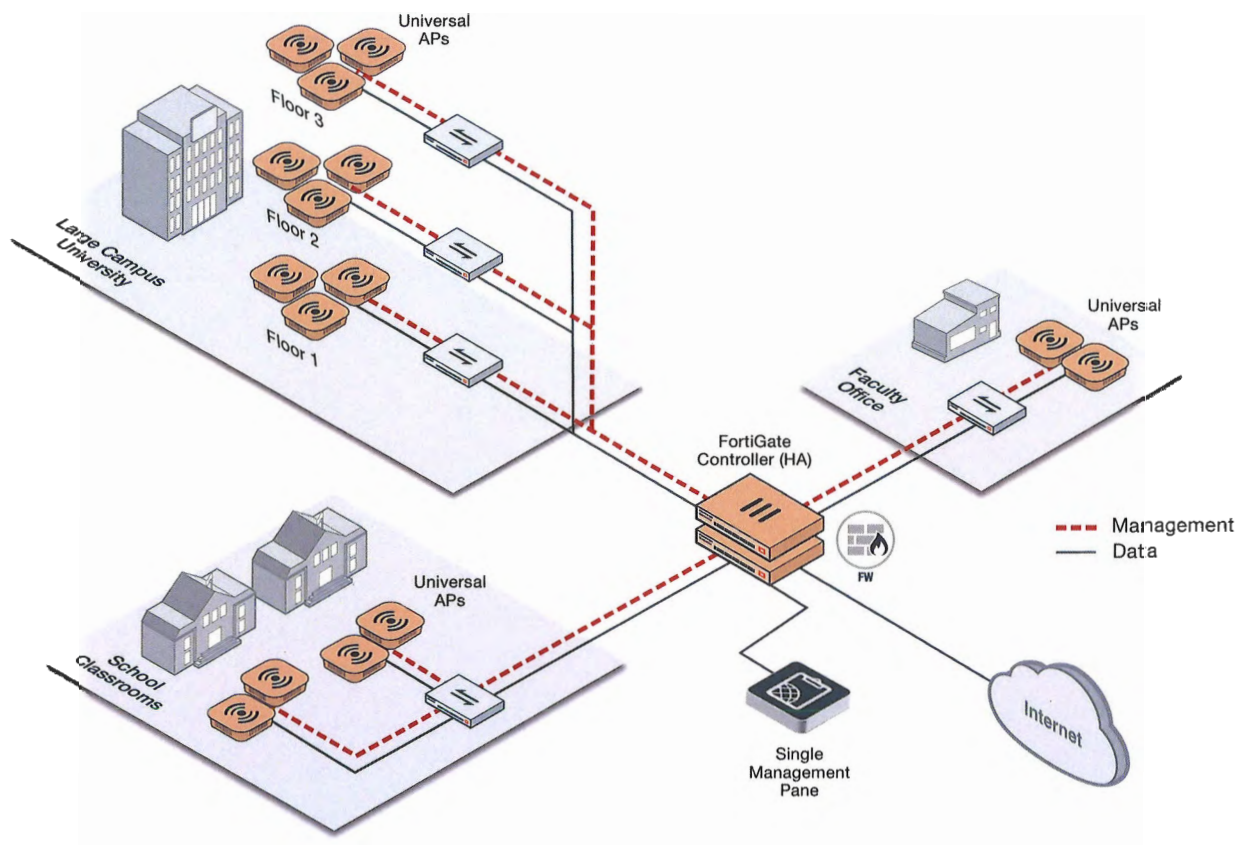 Universal
APs
Floor 3
Floor 2
Large Campus
University
Floor 1
Universal
APs
Faculty
Office
FortiGate
Controller (HA)
Management
Data
FW
Universal
APs
School
Classrooms
Internet
Single
Management
Pane